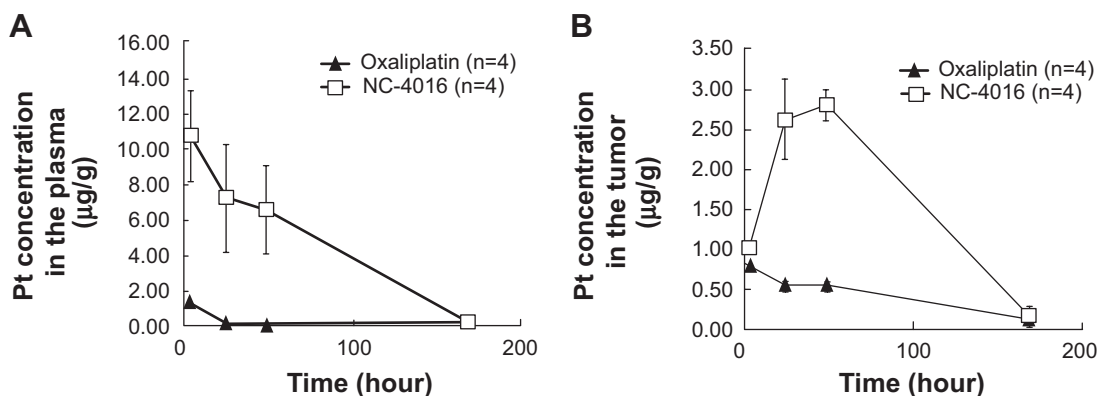 A
Pt concentration
in the plasma
(µg/g)
16.00
14.00
12.00
10.00
8.00
6.00
4.00
2.00
0.00
Oxaliplatin (n=4)
NC-4016 (n=4)
0
100
200
Time (hour)
B
Pt concentration
in the tumor
(µg/g)
3.50
3.00
2.50
2.00
1.50
1.00
0.50
0.00
Oxaliplatin (n=4)
NC-4016 (n=4)
0
100
200
Time (hour)